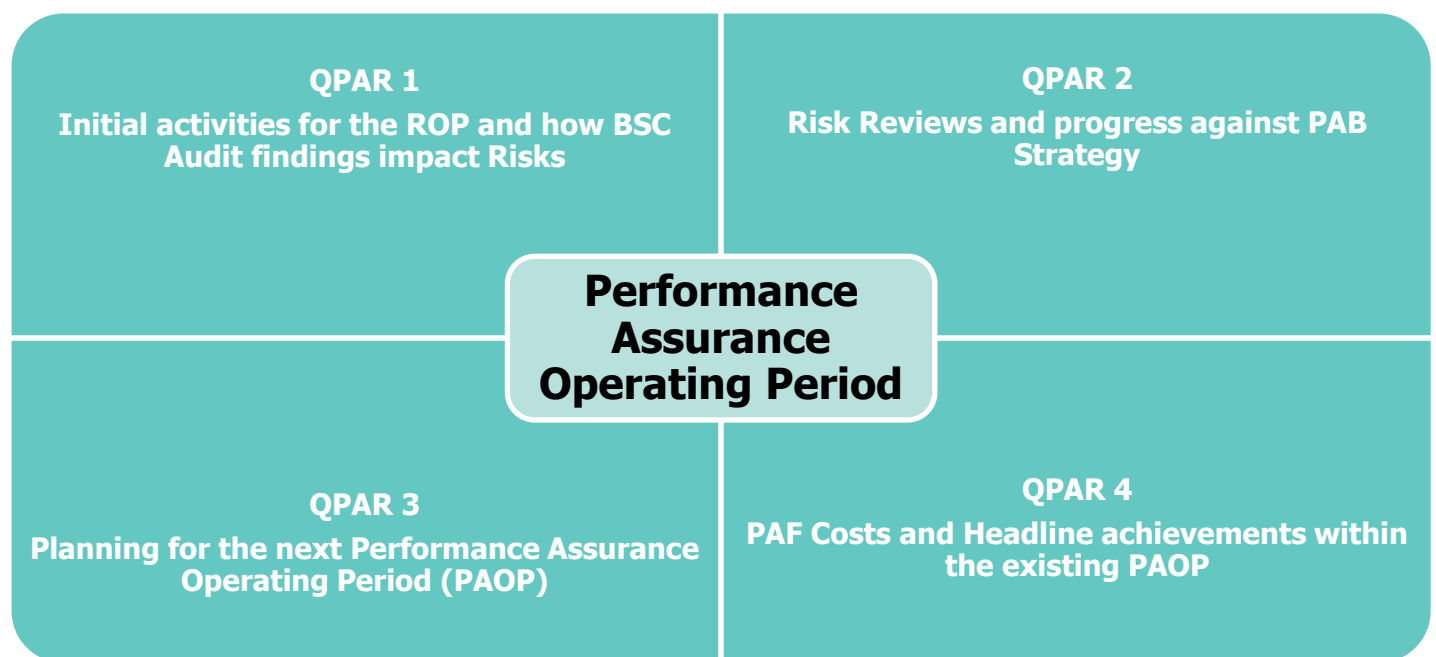 QPAR 1
Initial activities for the ROP and how BSC
Audit findings impact Risks
QPAR 2
Risk Reviews and progress against PAB
Strategy
Performance
Assurance
Operating Period
QPAR 3
Planning for the next Performance Assurance
Operating Period (PAOP)
QPAR 4
PAF Costs and Headline achievements within
the existing PAOP